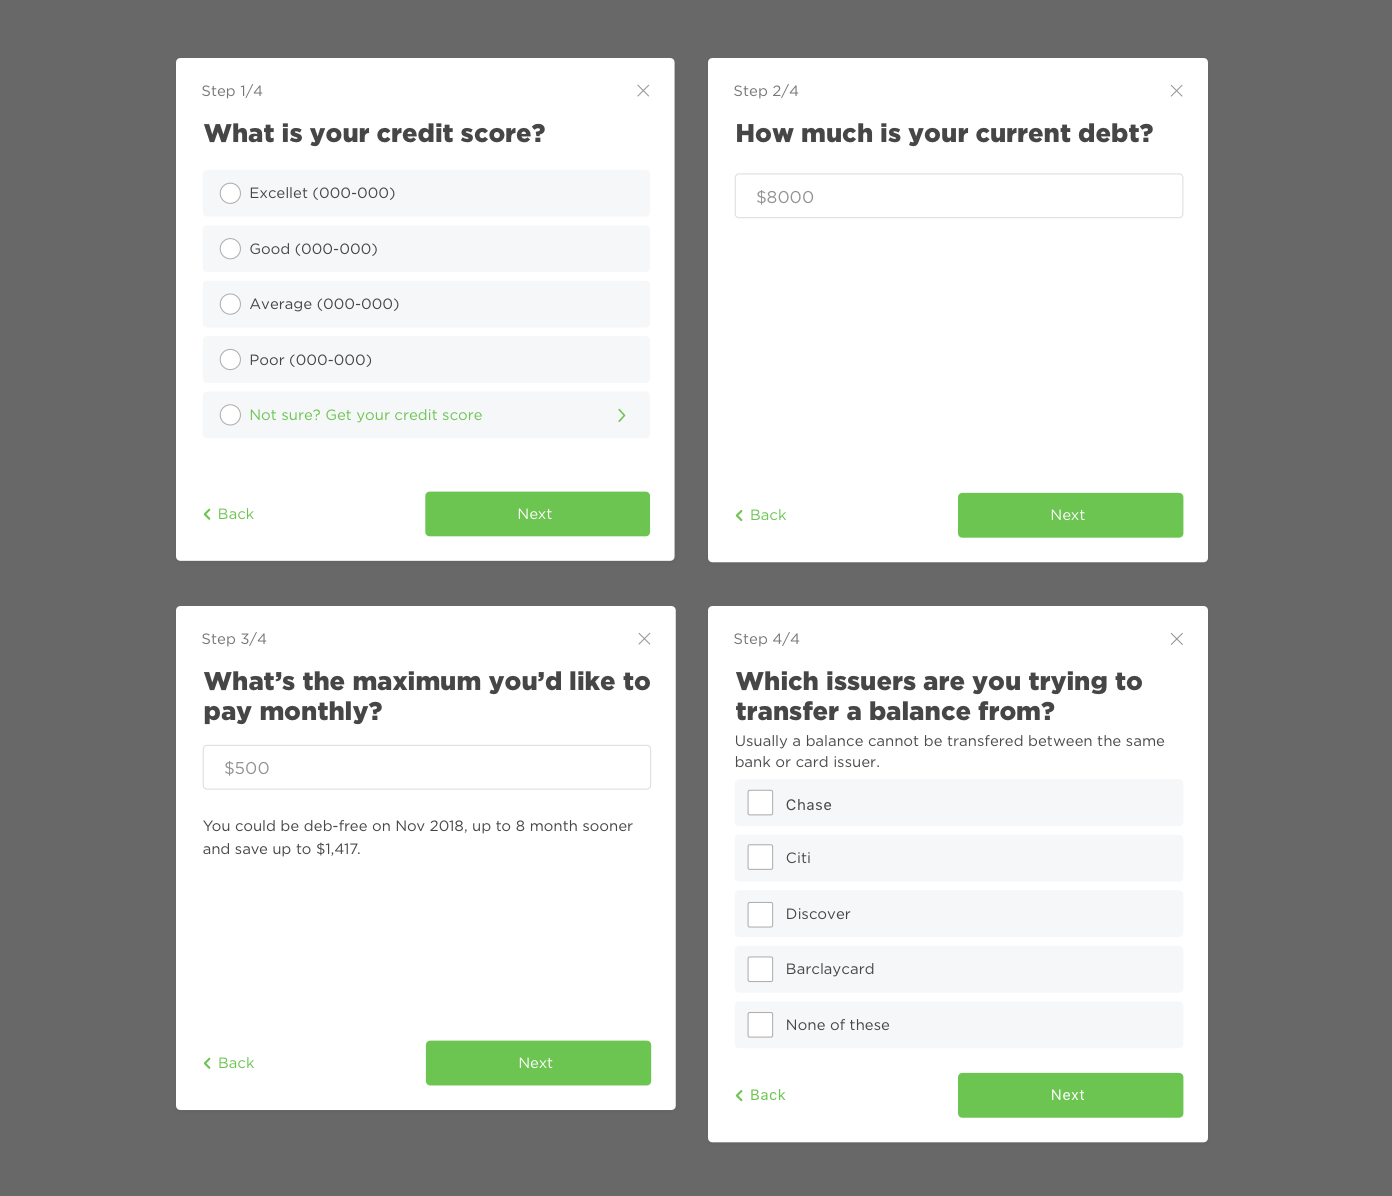 Step 1/4
What is your credit score?
Excellet (000-000)
Good (000-000)
Average (000-000)
Poor (000-000)
Not sure? Get your credit score
Back
Next
Step 2/4
How much is your current debt?
$8000
Back
Next
Step 3/4
What’s the maximum you’d like to
pay monthly?
$500
You could be deb-free on Nov 2018, up to 8 month sooner
and save up to $1,417.
Back
Next
Step 4/4
Which issuers are you trying to
transfer a balance from?
Usually a balance cannot be transfered between the same
bank or card issuer.
Chase
Citi
Discover
Barclaycard
None of these
Back
Next